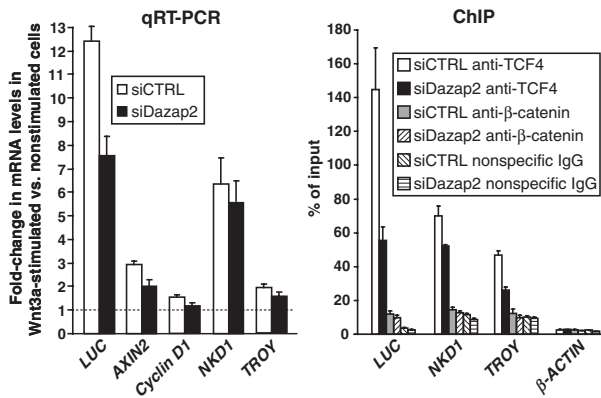 qRT-PCR
Fold-change in mRNA levels in
Wnt3a-stimulated vs. nonstimulated cells
13
12
11
10
9
8
7
6
5
4
3
2
1
0
siCTRL
siDazap2
LUC
AXIN2
Cyclin D1
NKD1
TROY
ChIP
% of input
180
160
140
120
100
80
60
40
20
0
siCTRL anti-TCF4
siDazap2 anti-TCF4
siCTRL anti-β-catenin
siDazap2 anti-β-catenin
siCTRL nonspecific IgG
siDazap2 nonspecific IgG
LUC
NKD1
TROY
β-ACTIN